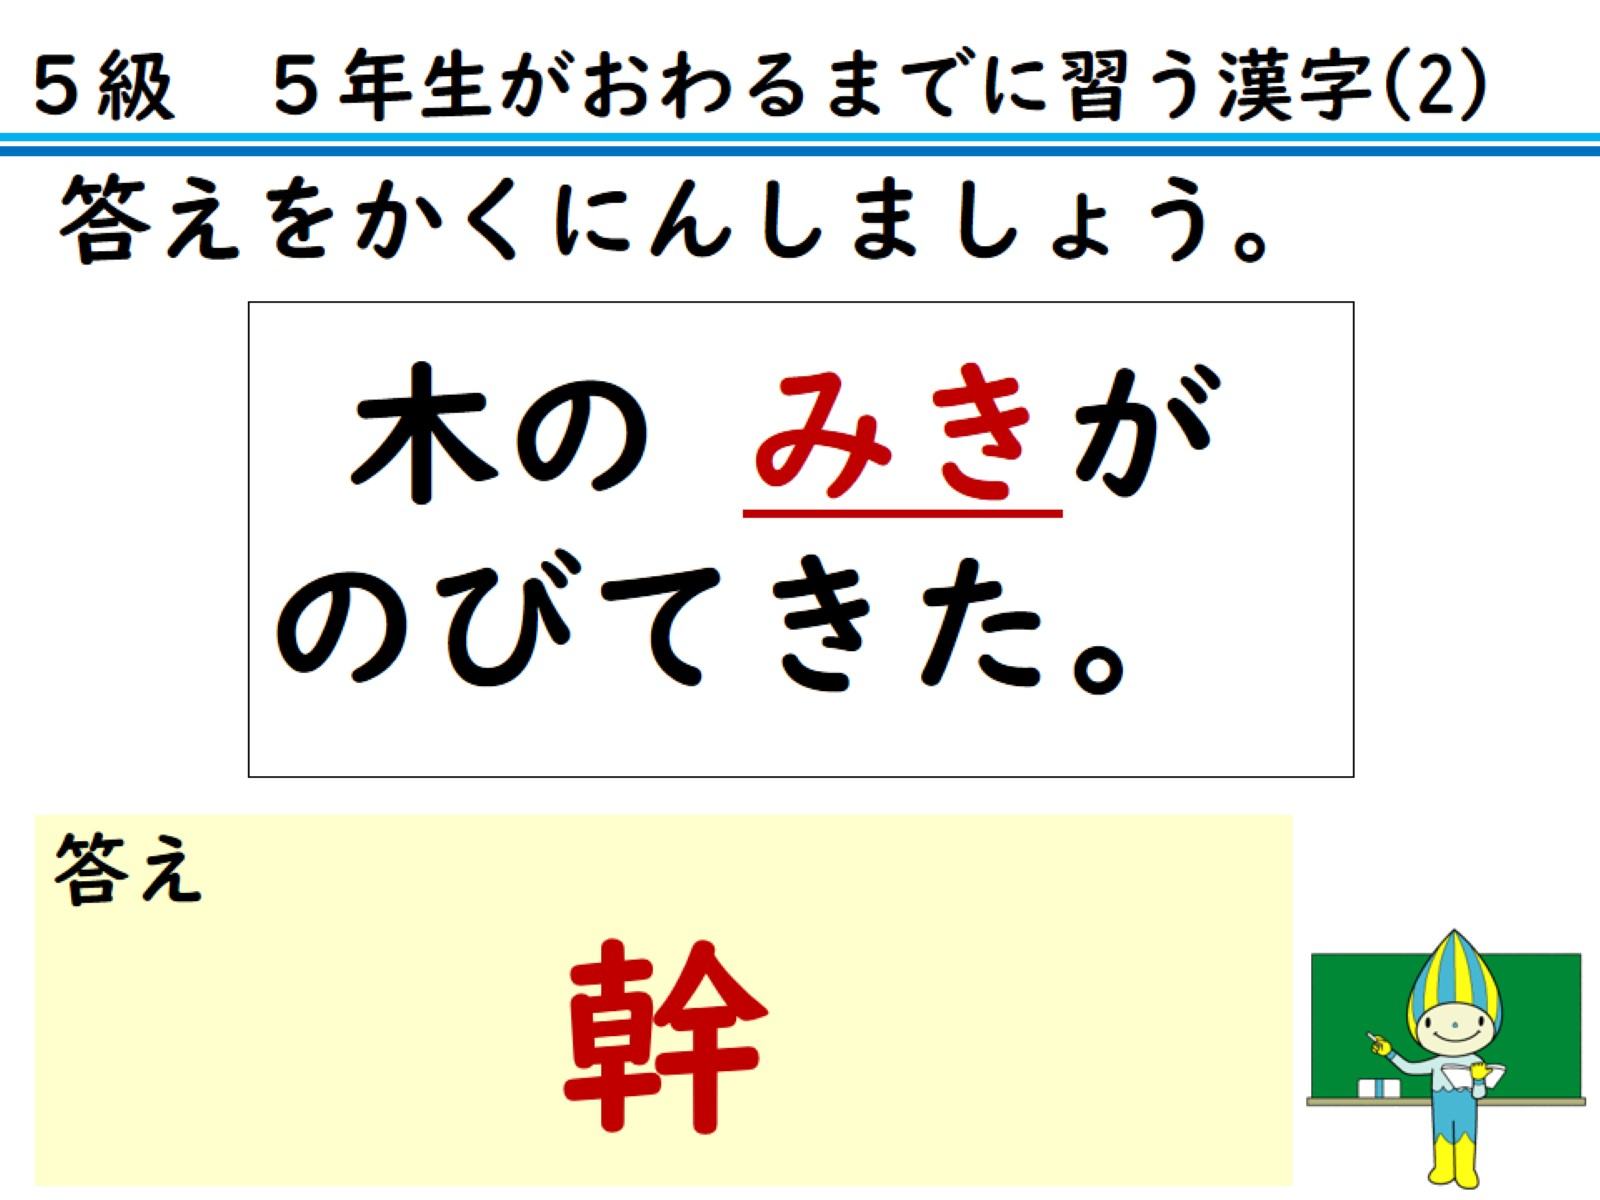 ５級　５年生がおわるまでに習う漢字(2)
答えをかくにんしましょう。
木の みきが
のびてきた。
答え
幹